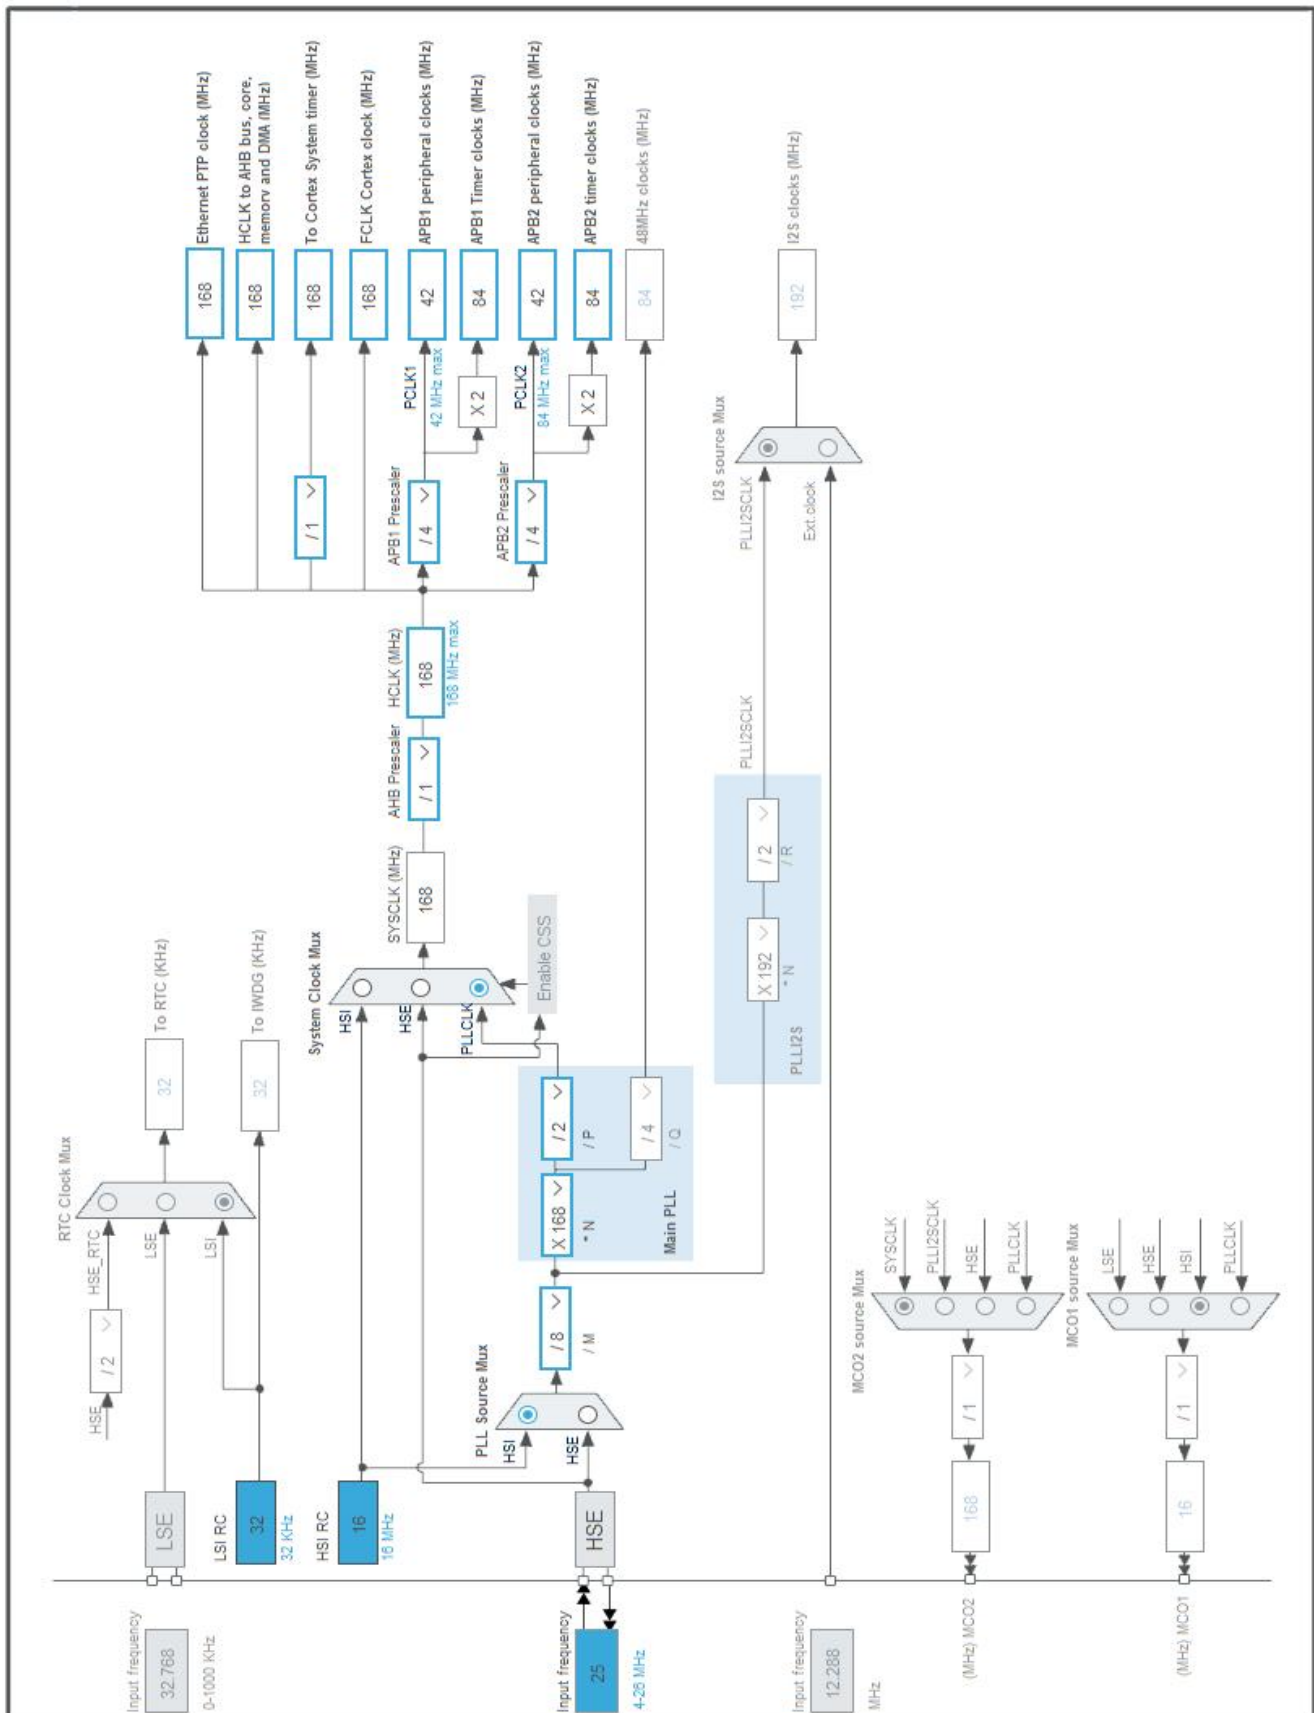 Input frequency
32.768
0-1000 KHz
LSE
HSE
/ 2
HSE_RTC
LSE
LSI
RTC Clock Mux
32
To RTC (KHz)
LSI RC
32
32 KHz
32
To IWDG (KHz)
HSI RC
16
16 MHz
System Clock Mux
HSI
HSE
PLLCLK
Enable CSS
SYSCLK (MHz)
168
AHB Prescaler
/ 1
HCLK (MHz)
168
168 MHz max
168
Ethernet PTP clock (MHz)
168
HCLK to AHB bus, core,
memory and DMA (MHz)
/ 1
168
To Cortex System timer (MHz)
168
FCLK Cortex clock (MHz)
APB1 Prescaler
/ 4
PCLK1
42 MHz max
42
APB1 peripheral clocks (MHz)
X 2
84
APB1 Timer clocks (MHz)
APB2 Prescaler
/ 4
PCLK2
84 MHz max
42
APB2 peripheral clocks (MHz)
X 2
84
APB2 timer clocks (MHz)
84
48MHz clocks (MHz)
Input frequency
25
4-26 MHz
HSE
PLL Source Mux
HSI
HSE
/ 8
/ M
X 168
* N
/ 2
/ P
/ 4
/ Q
Main PLL
X 192
* N
/ 2
/ R
PLLI2S
PLLI2SCLK
I2S source Mux
PLLI2SCLK
Ext.clock
192
I2S clocks (MHz)
Input frequency
12.288
MHz
MCO2 source Mux
SYSCLK
PLLI2SCLK
HSE
PLLCLK
/ 1
168
(MHz) MCO2
MCO1 source Mux
LSE
HSE
HSI
PLLCLK
/ 1
16
(MHz) MCO1